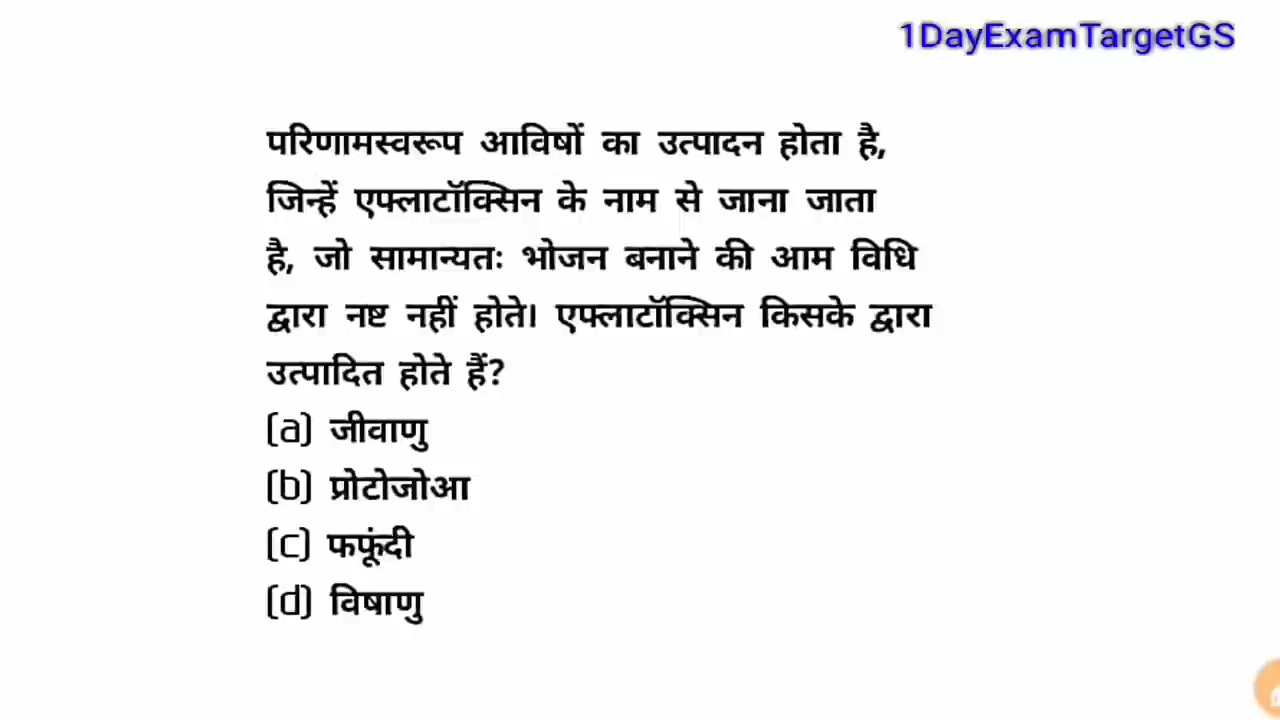 1DayExamTargetGS
परिणामस्वरूप आविषों का उत्पादन होता है,
जिन्हें एफ्लाटॉक्सिन के नाम से जाना जाता
है, जो सामान्यतः भोजन बनाने की आम विधि
द्वारा नष्ट नहीं होते। एफ्लाटॉक्सिन किसके द्वारा
उत्पादित होते हैं?
(a) जीवाणु
(b) प्रोटोजोआ
(c) फफूंदी
(d) विषाणु